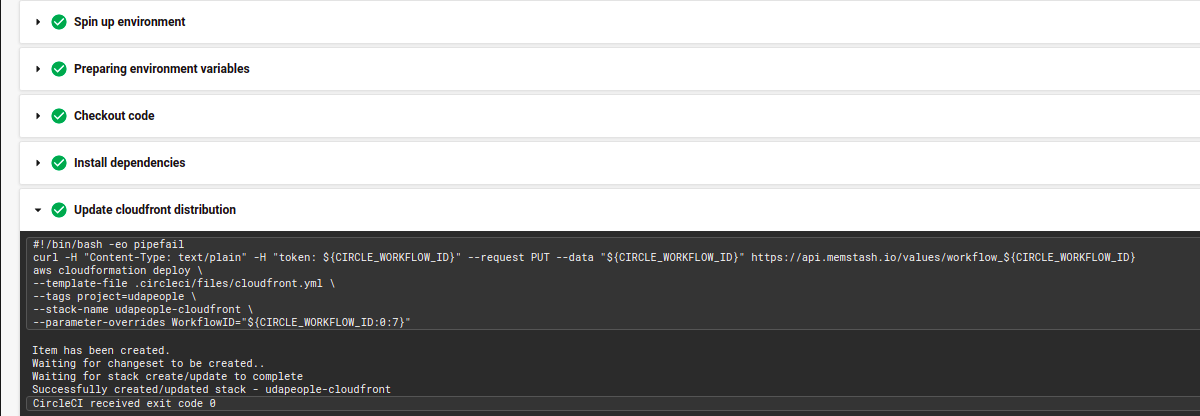 Spin up environment
Preparing environment variables
Checkout code
Install dependencies
Update cloudfront distribution
#!/bin/bash -eo pipefail
curl -H "Content-Type: text/plain" -H "token: ${CIRCLE_WORKFLOW_ID}" --request PUT --data "${CIRCLE_WORKFLOW_ID}" https://api.memstash.io/values/workflow_${CIRCLE_WORKFLOW_ID}
aws cloudformation deploy \
--template-file .circleci/files/cloudfront.yml \
--tags project=udapeople \
--stack-name udapeople-cloudfront \
--parameter-overrides WorkflowID="${CIRCLE_WORKFLOW_ID:0:7}"
Item has been created.
Waiting for changeset to be created..
Waiting for stack create/update to complete
Successfully created/updated stack - udapeople-cloudfront
CircleCI received exit code 0